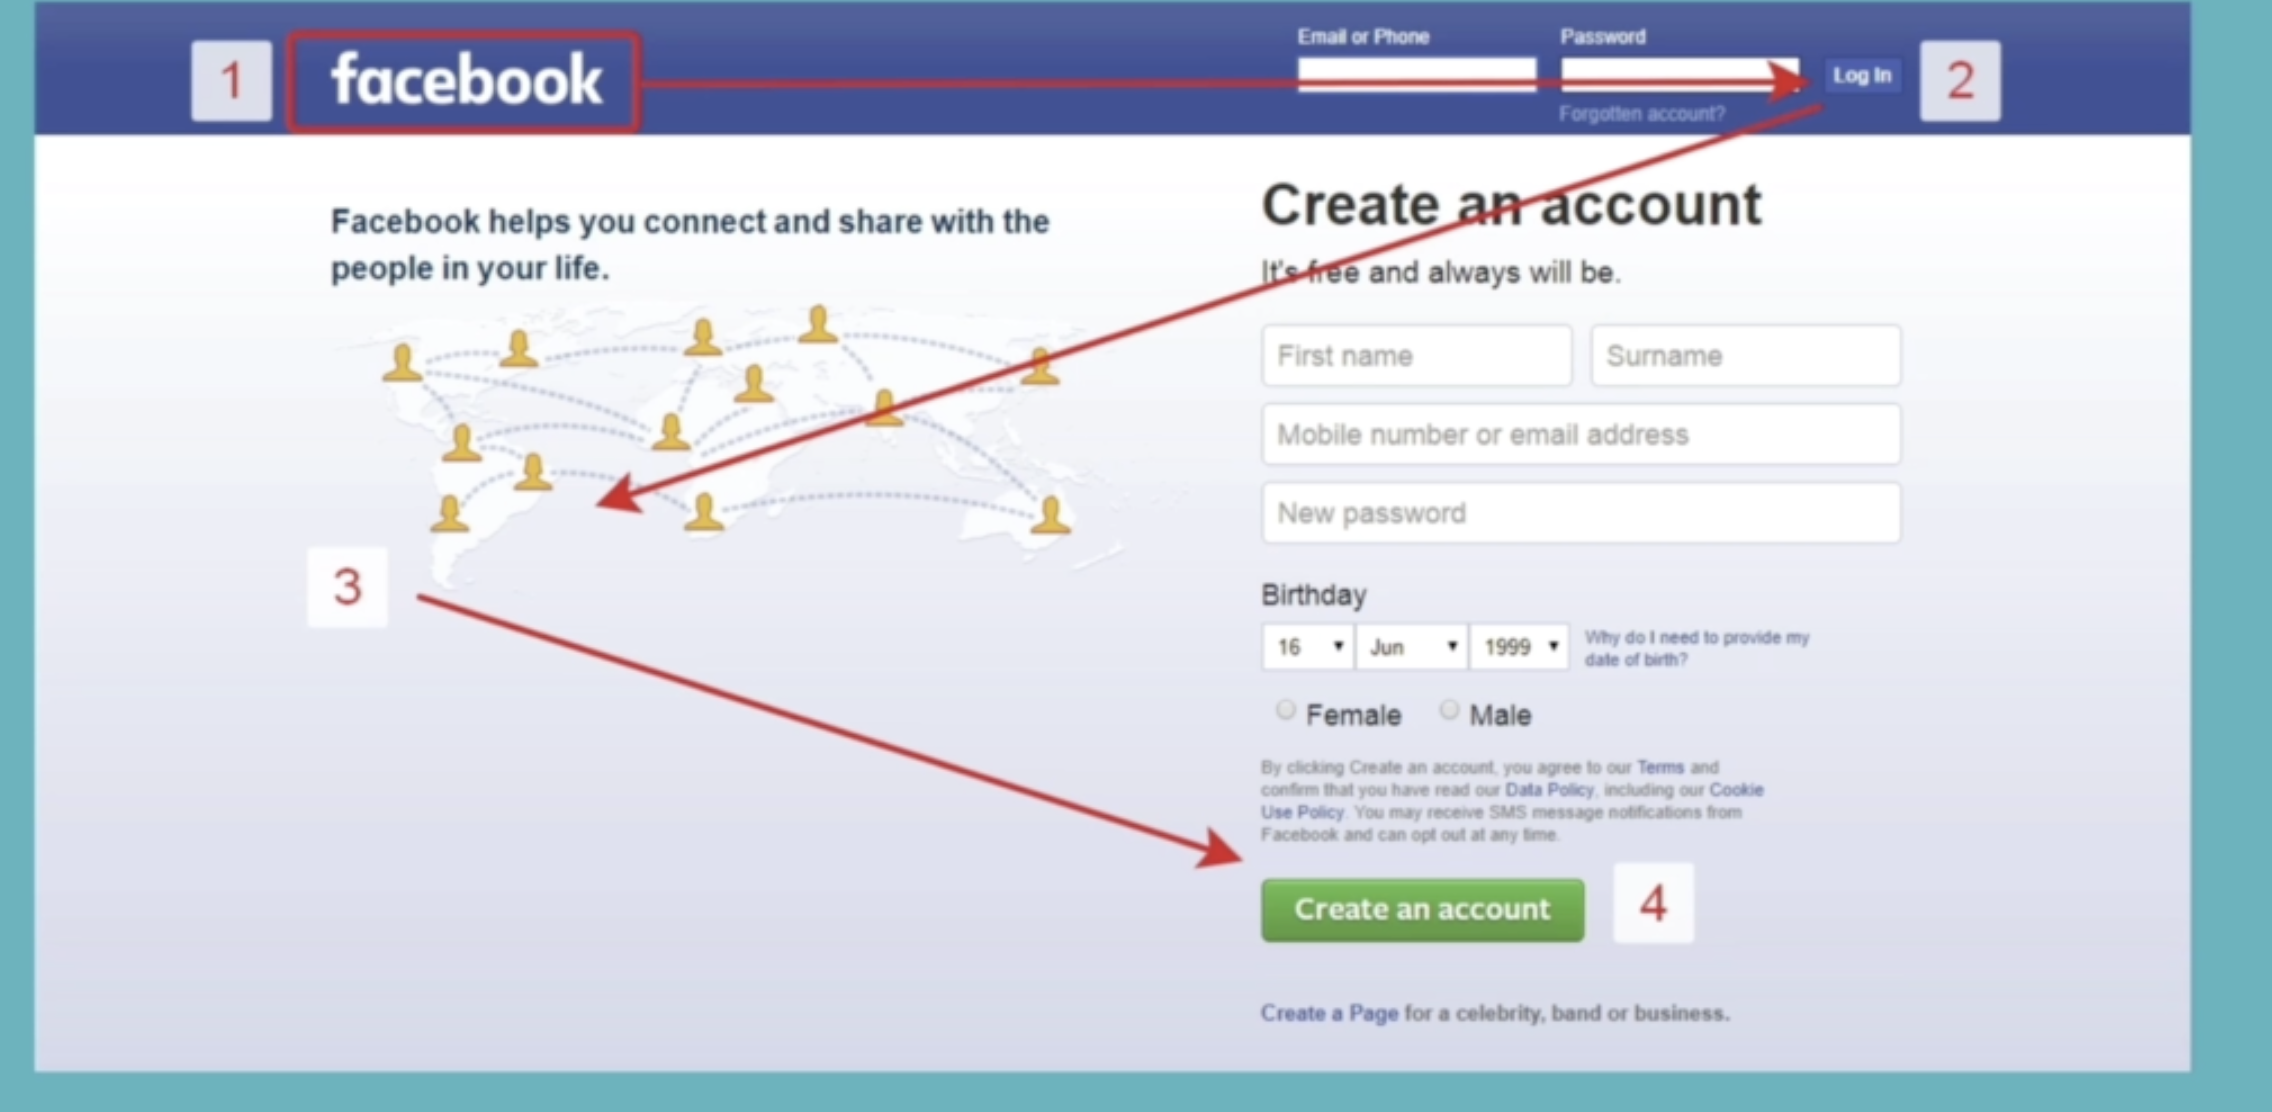 1
facebook
Email or Phone
Password
Log In
2
Forgotten account?
Facebook helps you connect and share with the
people in your life.
3
Create an account
It's free and always will be.
First name
Surname
Mobile number or email address
New password
Birthday
16
Jun
1999
Why do I need to provide my
date of birth?
Female
Male
By clicking Create an account, you agree to our Terms and
confirm that you have read our Data Policy, including our Cookie
Use Policy. You may receive SMS message notifications from
Facebook and can opt out at any time.
Create an account
4
Create a Page for a celebrity, band or business.